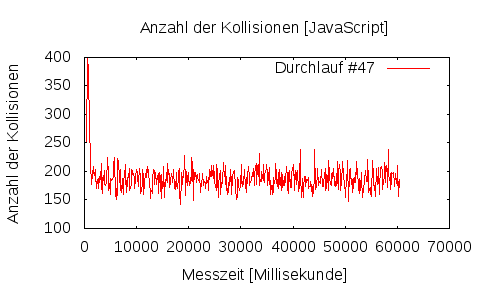 Anzahl der Kollisionen [JavaScript]
Durchlauf #47
Anzahl der Kollisionen
400
350
300
250
200
150
100
0 10000 20000 30000 40000 50000 60000 70000
Messzeit [Millisekunde]